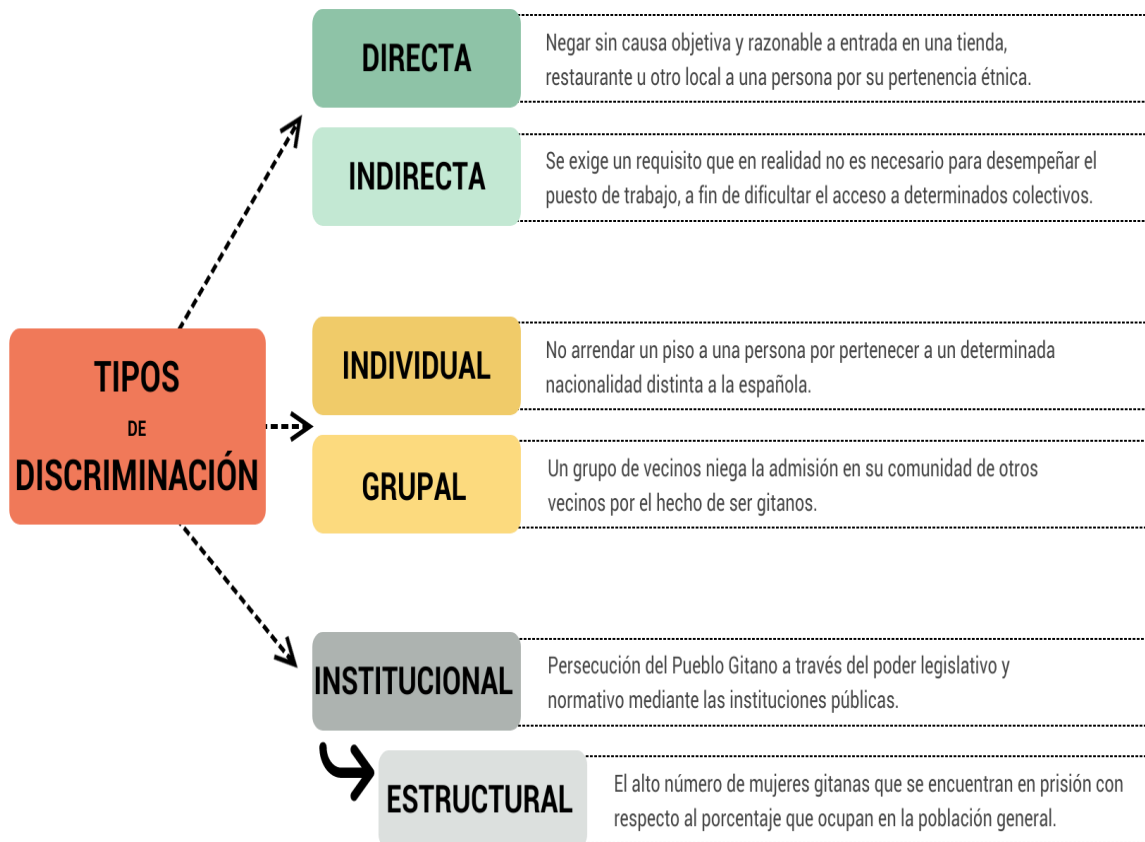 TIPOS
DE
DISCRIMINACIÓN
DIRECTA
Negar sin causa objetiva y razonable a entrada en una tienda,
restaurante u otro local a una persona por su pertenencia étnica.
INDIRECTA
Se exige un requisito que en realidad no es necesario para desempeñar el
puesto de trabajo, a fin de dificultar el acceso a determinados colectivos.
INDIVIDUAL
No arrendar un piso a una persona por pertenecer a un determinada
nacionalidad distinta a la española.
GRUPAL
Un grupo de vecinos niega la admisión en su comunidad de otros
vecinos por el hecho de ser gitanos.
INSTITUCIONAL
Persecución del Pueblo Gitano a través del poder legislativo y
normativo mediante las instituciones públicas.
ESTRUCTURAL
El alto número de mujeres gitanas que se encuentran en prisión con
respecto al porcentaje que ocupan en la población general.